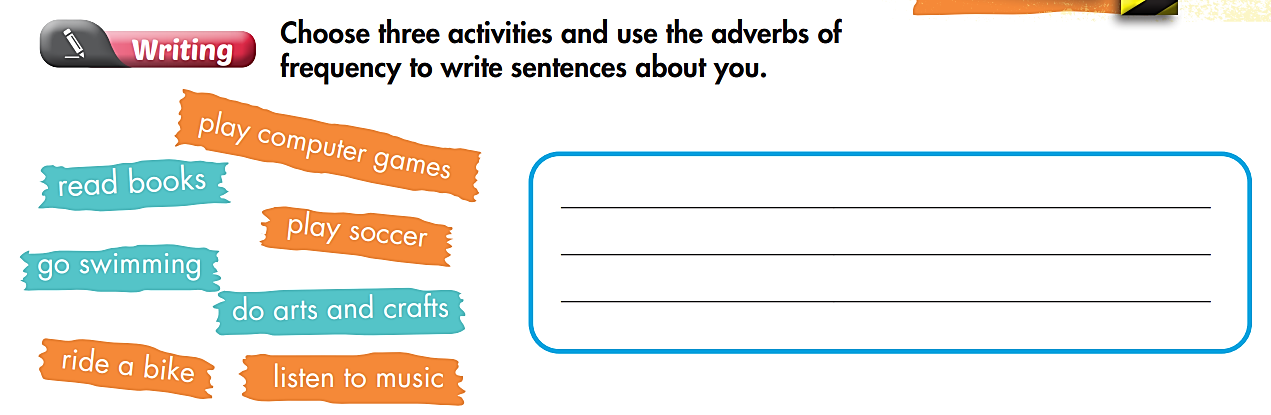 Writing
Choose three activities and use the adverbs of
frequency to write sentences about you.
play computer games
read books
play soccer
go swimming
do arts and crafts
ride a bike
listen to music